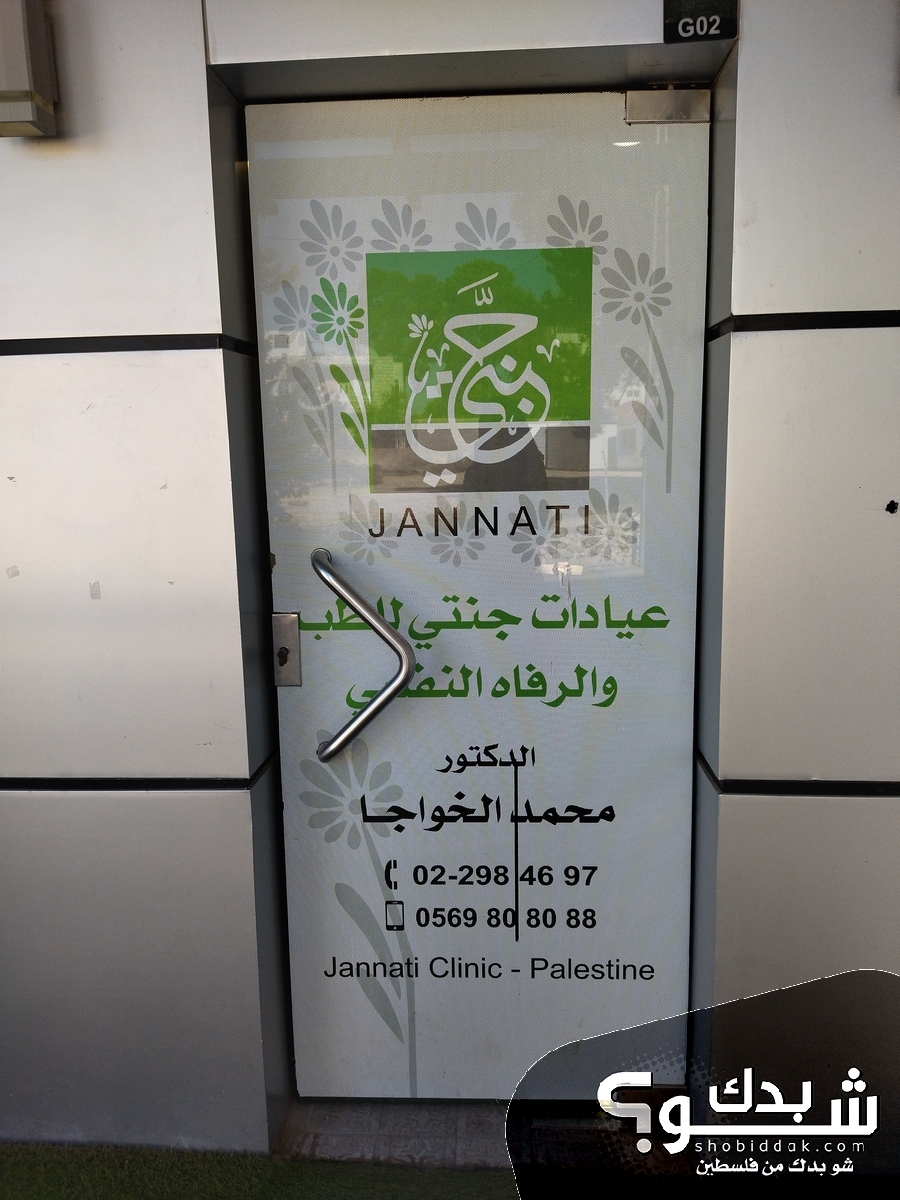 G02
جنتي
JANNATI
عيادات جنتي للطب
والرفاه النفسي
الدكتور
محمد الخواجا
02-298 46 97
0569 80 80 88
Jannati Clinic - Palestine
شو بدك؟
shobiddak.com
شو بدك من فلسطين